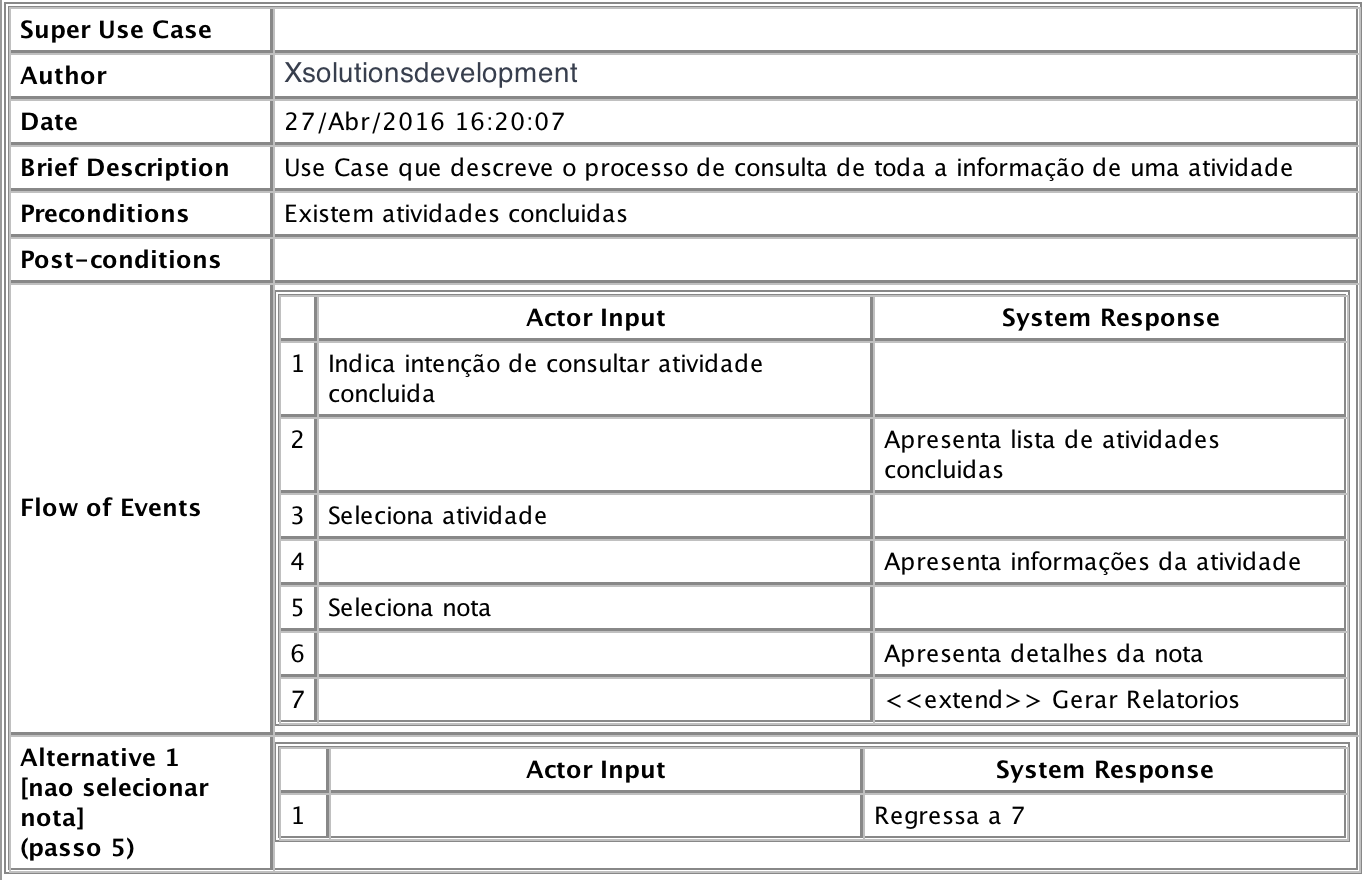 Super Use Case
Author
Xsolutionsdevelopment
Date
27/Abr/2016 16:20:07
Brief Description
Use Case que descreve o processo de consulta de toda a informação de uma atividade
Preconditions
Existem atividades concluidas
Post-conditions
Flow of Events
Actor Input
System Response
1
Indica intenção de consultar atividade
concluida
2
Apresenta lista de atividades
concluidas
3
Seleciona atividade
4
Apresenta informações da atividade
5
Seleciona nota
6
Apresenta detalhes da nota
7
<<extend>> Gerar Relatorios
Alternative 1
[nao selecionar
nota]
(passo 5)
Actor Input
System Response
1
Regressa a 7